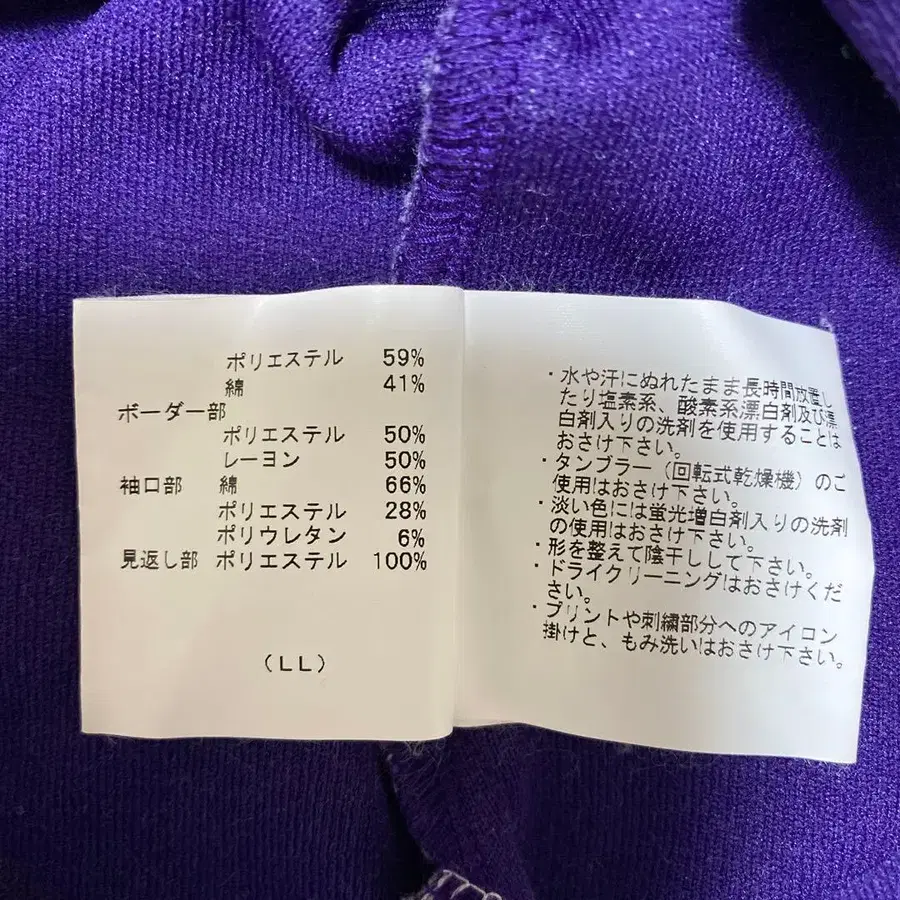 ポリエステル 59%
綿 41%
ボーダー部
ポリエステル 50%
レーヨン 50%
袖口部 綿 66%
ポリエステル 28%
ポリウレタン 6%
見返し部 ポリエステル 100%
(LL)
・水や汗にぬれたまま長時間放置し
たり塩素系、酸素系漂白剤及び漂
白剤入りの洗剤を使用することは
おさけ下さい。
・タンブラー(回転式乾燥機)のご
使用はおさけ下さい。
・淡い色には蛍光増白剤入りの洗剤
の使用はおさけ下さい。
・形を整えて陰干しして下さい。
・ドライクリーニングはおさけくだ
さい。
・プリントや刺繍部分へのアイロン
掛けと、もみ洗いはおさけ下さい。